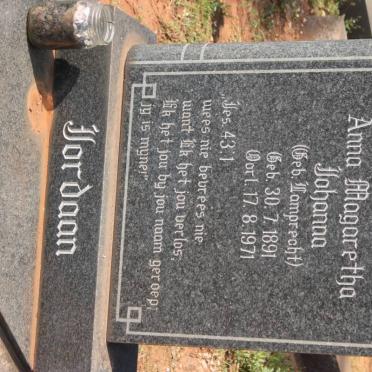 Anna Magaretha
Johanna
(Geb. Lamprecht)
Geb. 30. 7. 1891
Oorl. 17. 8. 1971
"Jes. 43:1
wees nie bevrees nie
want Ek het jou verlos;
Ek het jou by jou naam geroep;
jy is myne!"
Jordaan